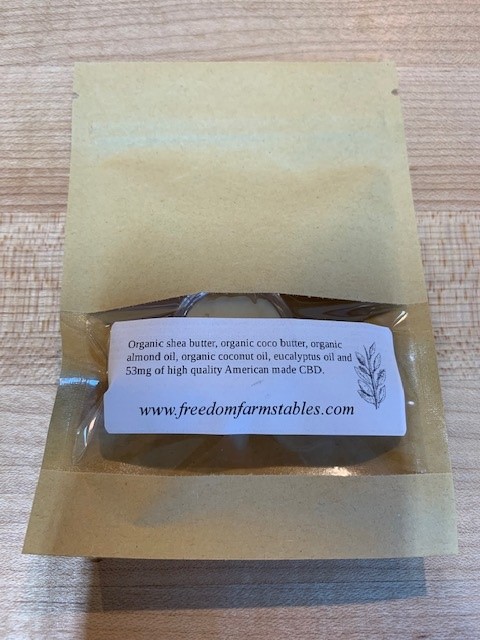 Organic shea butter, organic coco butter, organic
almond oil, organic coconut oil, eucalyptus oil and
53mg of high quality American made CBD.
www.freedomfarmstables.com